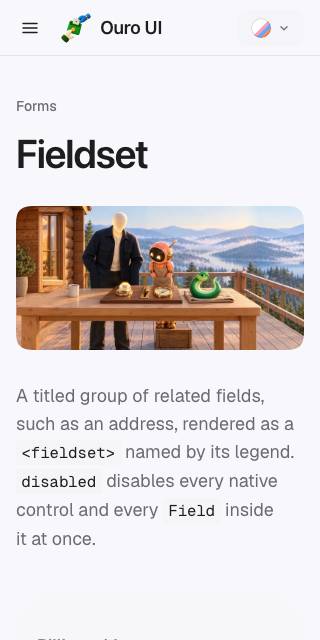 Ouro UI
Forms
Fieldset
A titled group of related fields,
such as an address, rendered as a
<fieldset> named by its legend.
disabled disables every native
control and every Field inside
it at once.